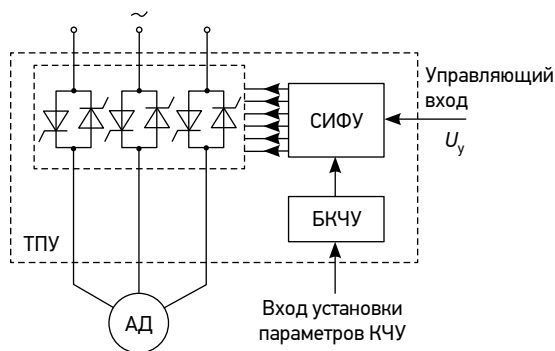 ~
Управляющий
вход
СИФУ
Uу
БКЧУ
ТПУ
АД
Вход установки
параметров КЧУ